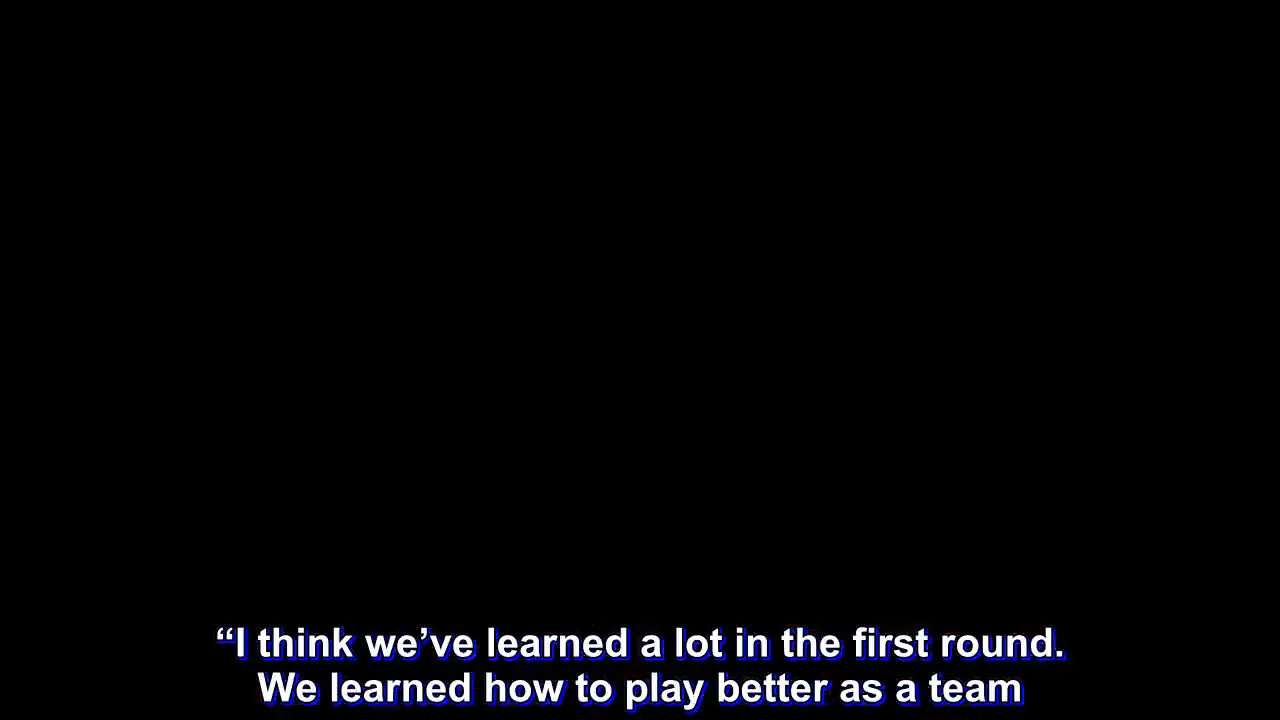 “I think we’ve learned a lot in the first round.
We learned how to play better as a team